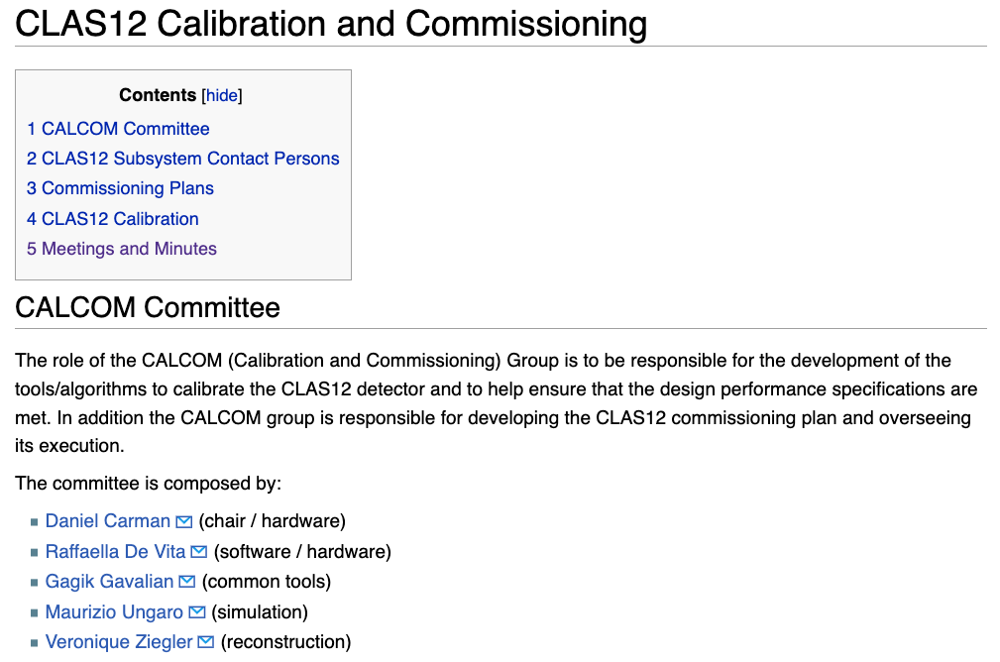 CLAS12 Calibration and Commissioning
Contents [hide]
1 CALCOM Committee
2 CLAS12 Subsystem Contact Persons
3 Commissioning Plans
4 CLAS12 Calibration
5 Meetings and Minutes
CALCOM Committee
The role of the CALCOM (Calibration and Commissioning) Group is to be responsible for the development of the
tools/algorithms to calibrate the CLAS12 detector and to help ensure that the design performance specifications are
met. In addition the CALCOM group is responsible for developing the CLAS12 commissioning plan and overseeing
its execution.
The committee is composed by:
Daniel Carman (chair / hardware)
Raffaella De Vita (software / hardware)
Gagik Gavalian (common tools)
Maurizio Ungaro (simulation)
Veronique Ziegler (reconstruction)